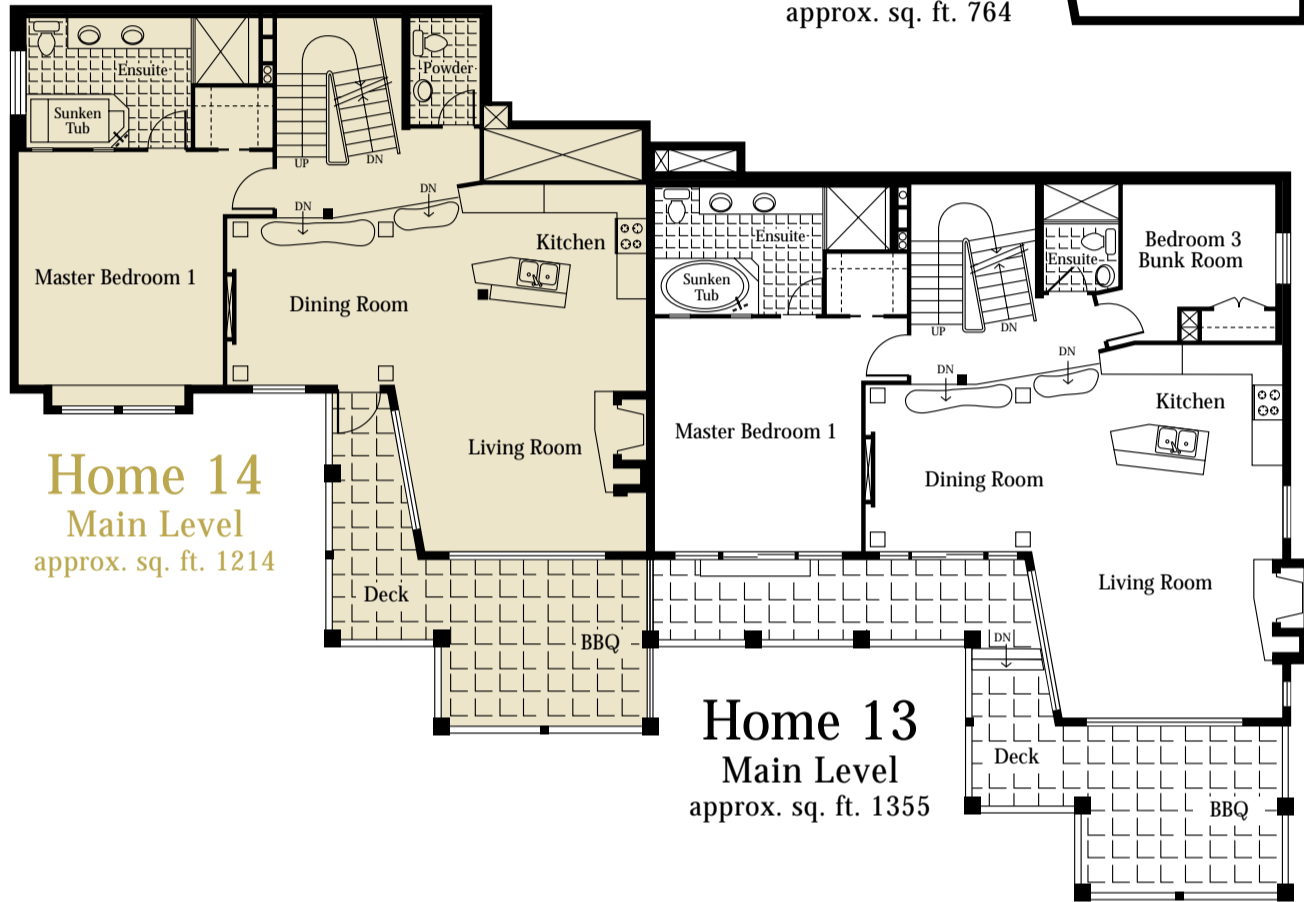 approx. sq. ft. 764
Ensuite
Sunken
Tub
UP
DN
Powder
DN
DN
Master Bedroom 1
Dining Room
Kitchen
Living Room
Deck
BBQ
Home 14
Main Level
approx. sq. ft. 1214
Ensuite
Sunken
Tub
UP
DN
Ensuite
Bedroom 3
Bunk Room
DN
DN
Master Bedroom 1
Dining Room
Kitchen
Living Room
DN
Deck
BBQ
Home 13
Main Level
approx. sq. ft. 1355